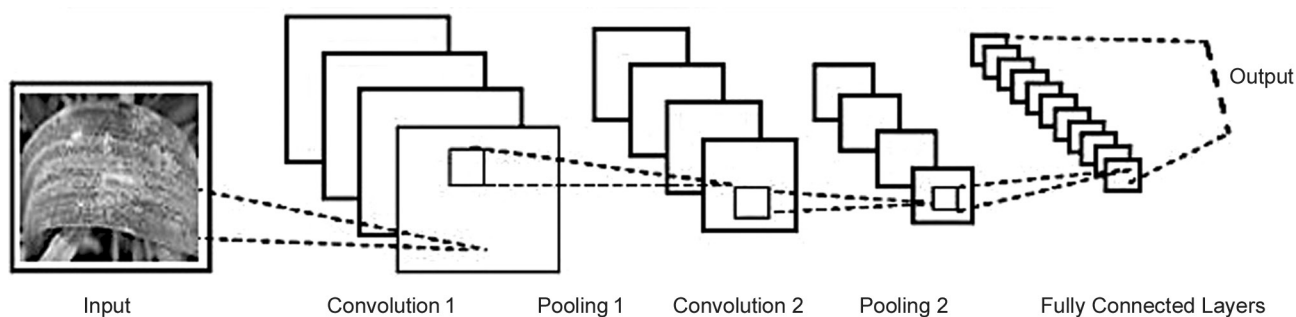 Output
Input
Convolution 1
Pooling 1
Convolution 2
Pooling 2
Fully Connected Layers